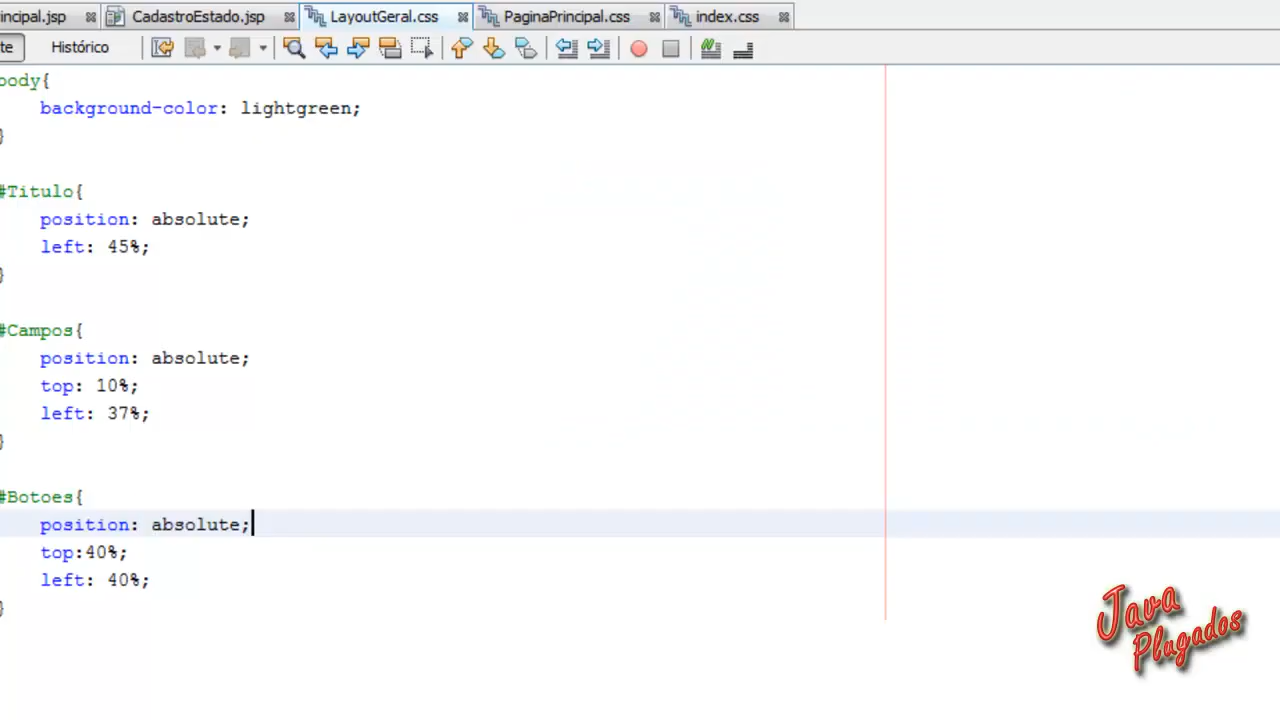 incipal.jsp CadastroEstado.jsp LayoutGeral.css PaginaPrincipal.css index.css
te Histórico
body{
background-color: lightgreen;
}
#Titulo{
position: absolute;
left: 45%;
}
#Campos{
position: absolute;
top: 10%;
left: 37%;
}
#Botoes{
position: absolute;
top:40%;
left: 40%;
}
Java
Plugados